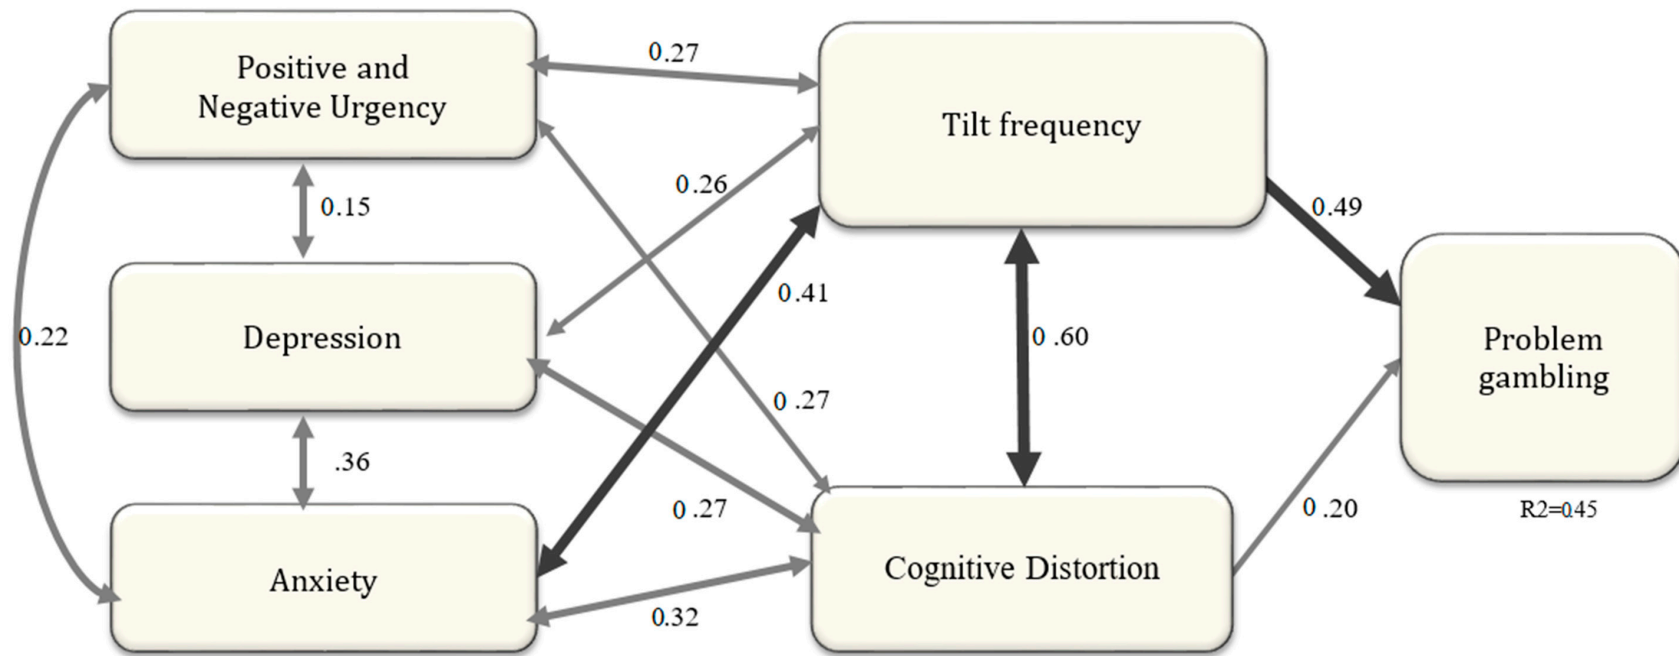 Positive and
Negative Urgency
0.27
Tilt frequency
0.26
0.15
0.49
0.41
0.22
Depression
0 .60
Problem
gambling
0 .27
.36
0 .27
0 .20
R2=0.45
Anxiety
Cognitive Distortion
0.32